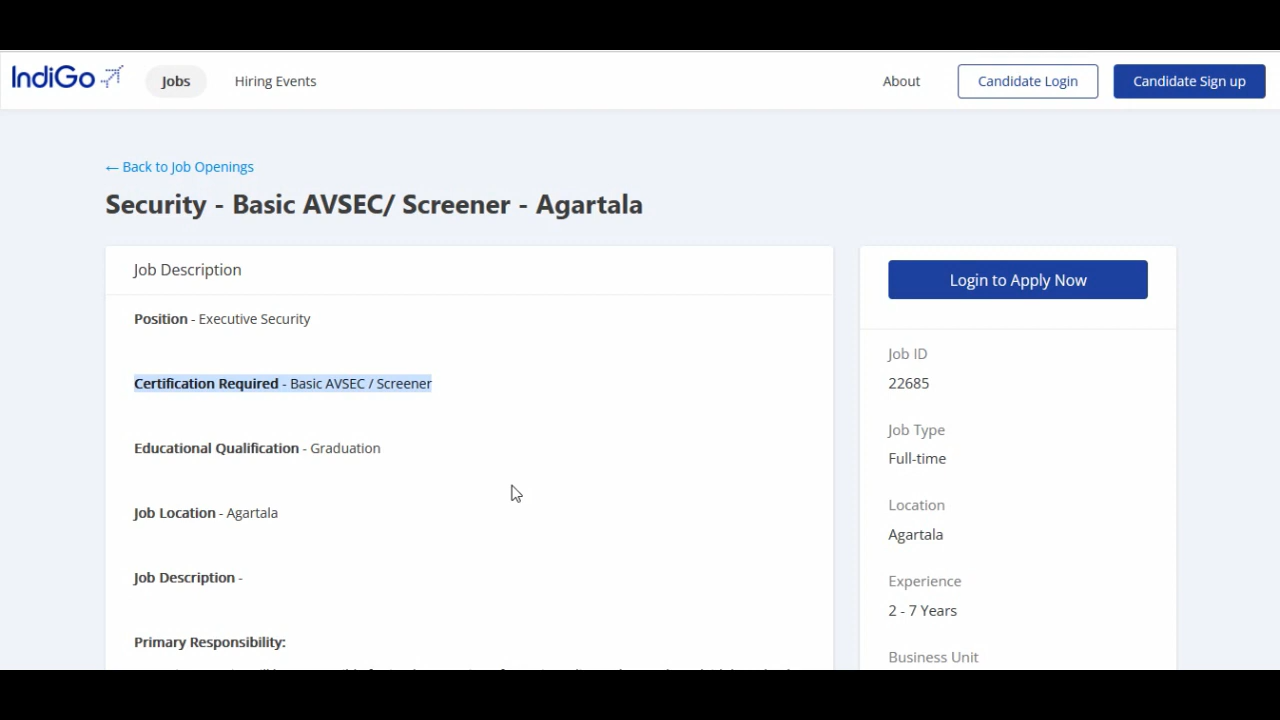 IndiGo
Jobs
Hiring Events
About
Candidate Login
Candidate Sign up
← Back to Job Openings
Security - Basic AVSEC/ Screener - Agartala
Job Description
Position - Executive Security
Certification Required - Basic AVSEC / Screener
Educational Qualification - Graduation
Job Location - Agartala
Job Description -
Primary Responsibility:
Login to Apply Now
Job ID
22685
Job Type
Full-time
Location
Agartala
Experience
2 - 7 Years
Business Unit